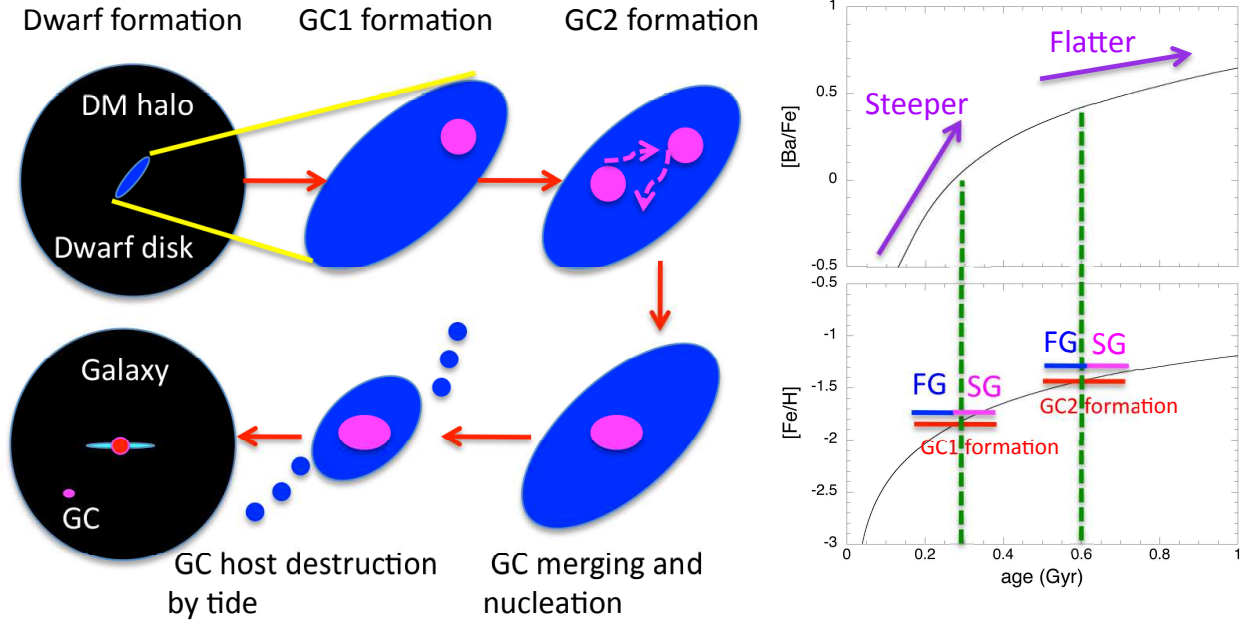 Dwarf formation
GC1 formation
GC2 formation
DM halo
Dwarf disk
Galaxy
GC
GC host destruction
by tide
GC merging and
nucleation
Flatter
Steeper
[Ba/Fe]
0.5
0
-0.5
-0.5
-1
-1.5
-2
-2.5
-3
[Fe/H]
FG SG
GC2 formation
FG SG
GC1 formation
0 0.2 0.4 0.6 0.8 1
age (Gyr)